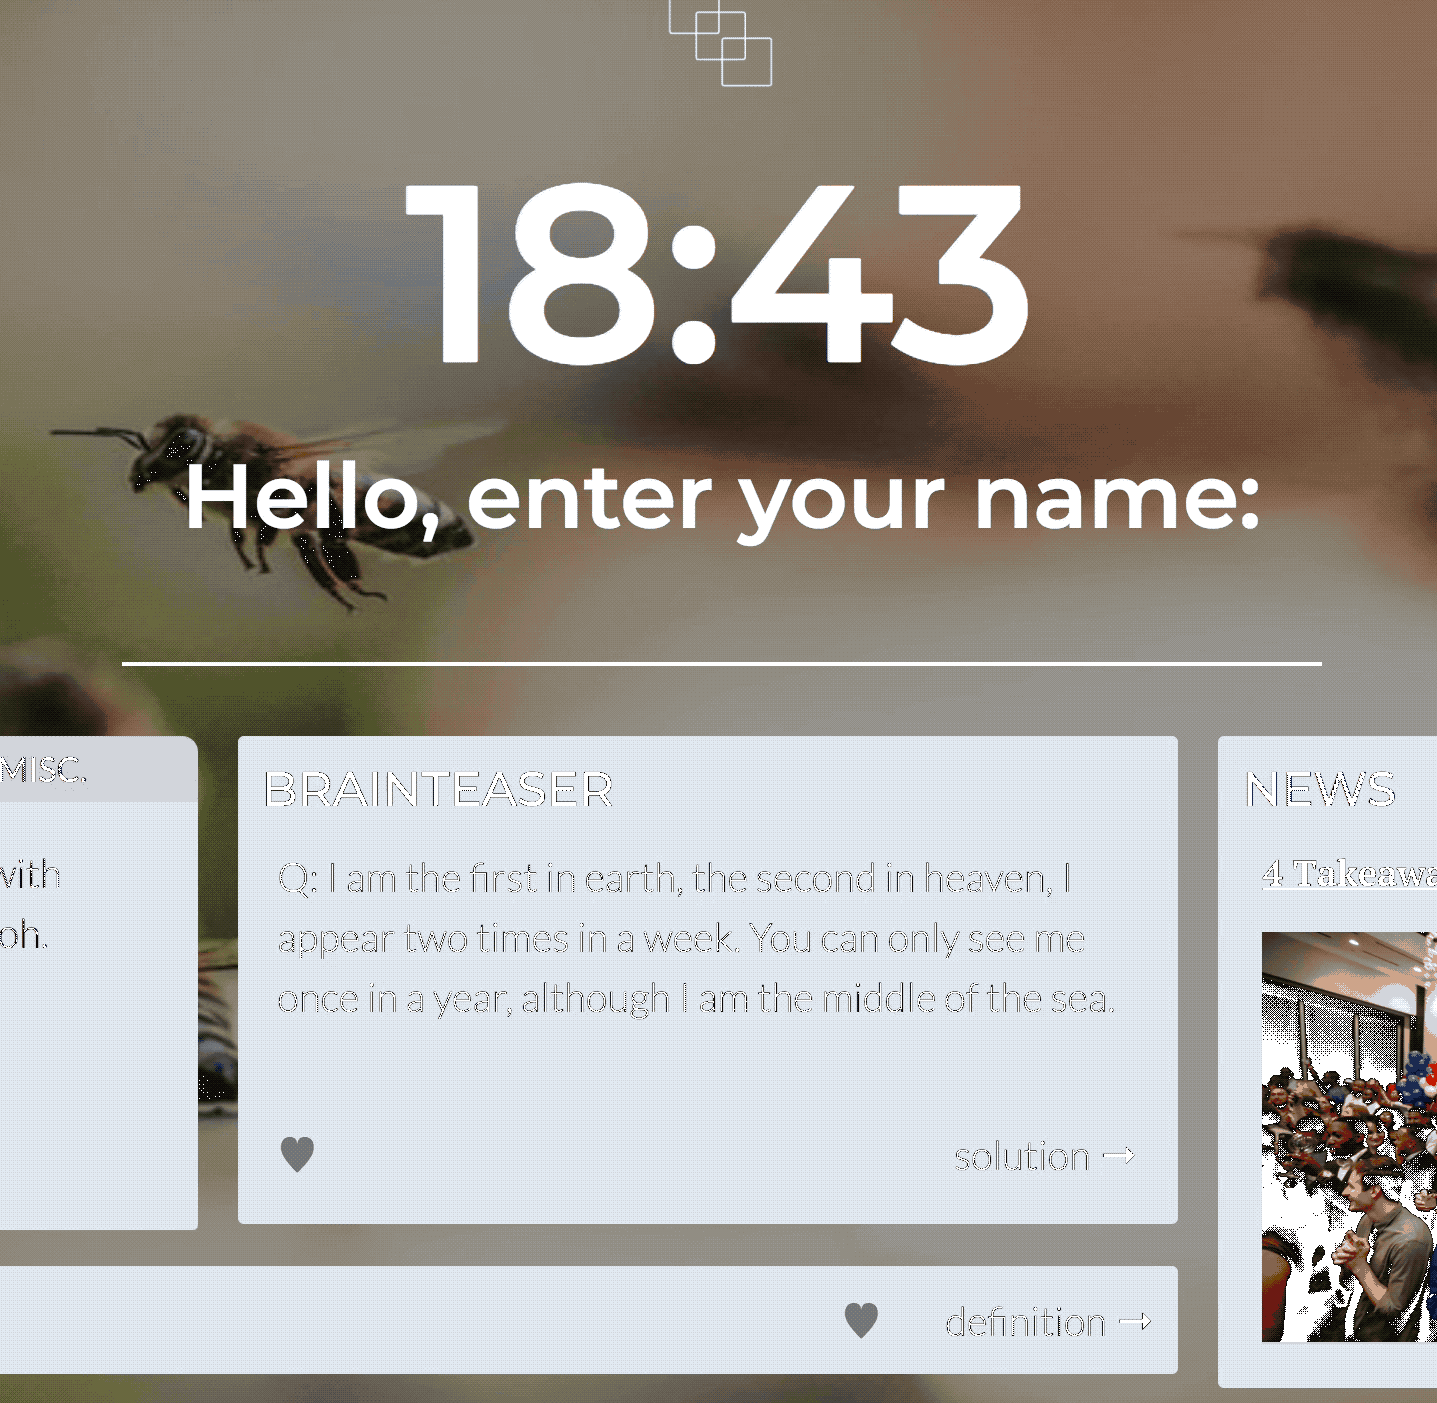 18:43
Hello, enter your name:
MISC.
with
oh.
BRAINTEASER
Q: I am the first in earth, the second in heaven, I
appear two times in a week. You can only see me
once in a year, although I am the middle of the sea.
solution →
definition →
NEWS
4 Takeawa